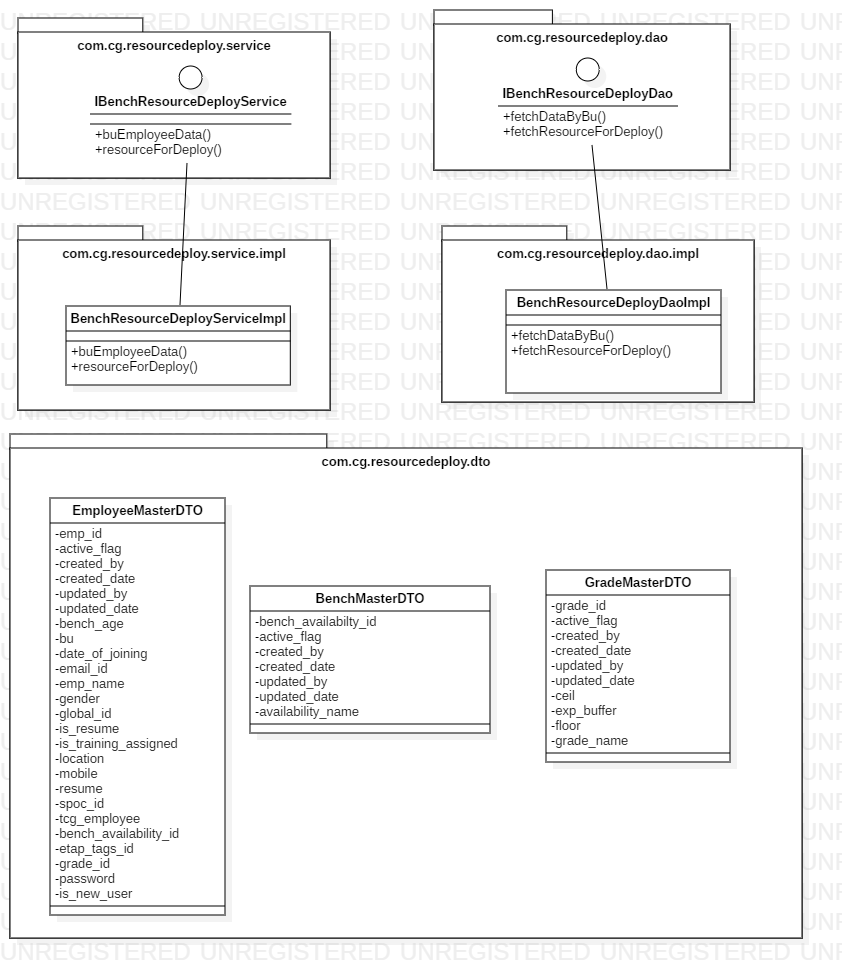 com.cg.resourcedeploy.service
IBenchResourceDeployService
+buEmployeeData()
+resourceForDeploy()
com.cg.resourcedeploy.dao
IBenchResourceDeployDao
+fetchDataByBu()
+fetchResourceForDeploy()
com.cg.resourcedeploy.service.impl
BenchResourceDeployServiceImpl
+buEmployeeData()
+resourceForDeploy()
com.cg.resourcedeploy.dao.impl
BenchResourceDeployDaoImpl
+fetchDataByBu()
+fetchResourceForDeploy()
com.cg.resourcedeploy.dto
EmployeeMasterDTO
-emp_id
-active_flag
-created_by
-created_date
-updated_by
-updated_date
-bench_age
-bu
-date_of_joining
-email_id
-emp_name
-gender
-global_id
-is_resume
-is_training_assigned
-location
-mobile
-resume
-spoc_id
-tcg_employee
-bench_availability_id
-etap_tags_id
-grade_id
-password
-is_new_user
BenchMasterDTO
-bench_availabilty_id
-active_flag
-created_by
-created_date
-updated_by
-updated_date
-availability_name
GradeMasterDTO
-grade_id
-active_flag
-created_by
-created_date
-updated_by
-updated_date
-ceil
-exp_buffer
-floor
-grade_name
UNREGISTERED UNREGISTERED UNREGISTERED UNREGISTERED